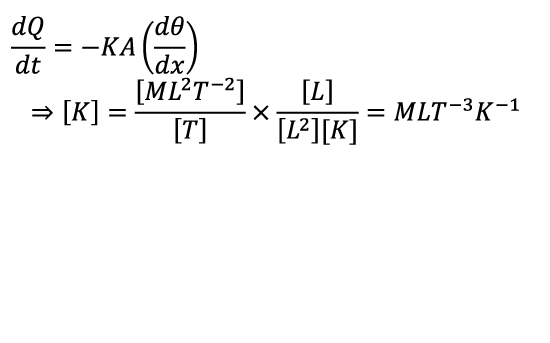 dQ/dt = −KA(dθ/dx)
⇒ [K] = [ML²T⁻²]/[T] × [L]/[L²][K] = MLT⁻³K⁻¹